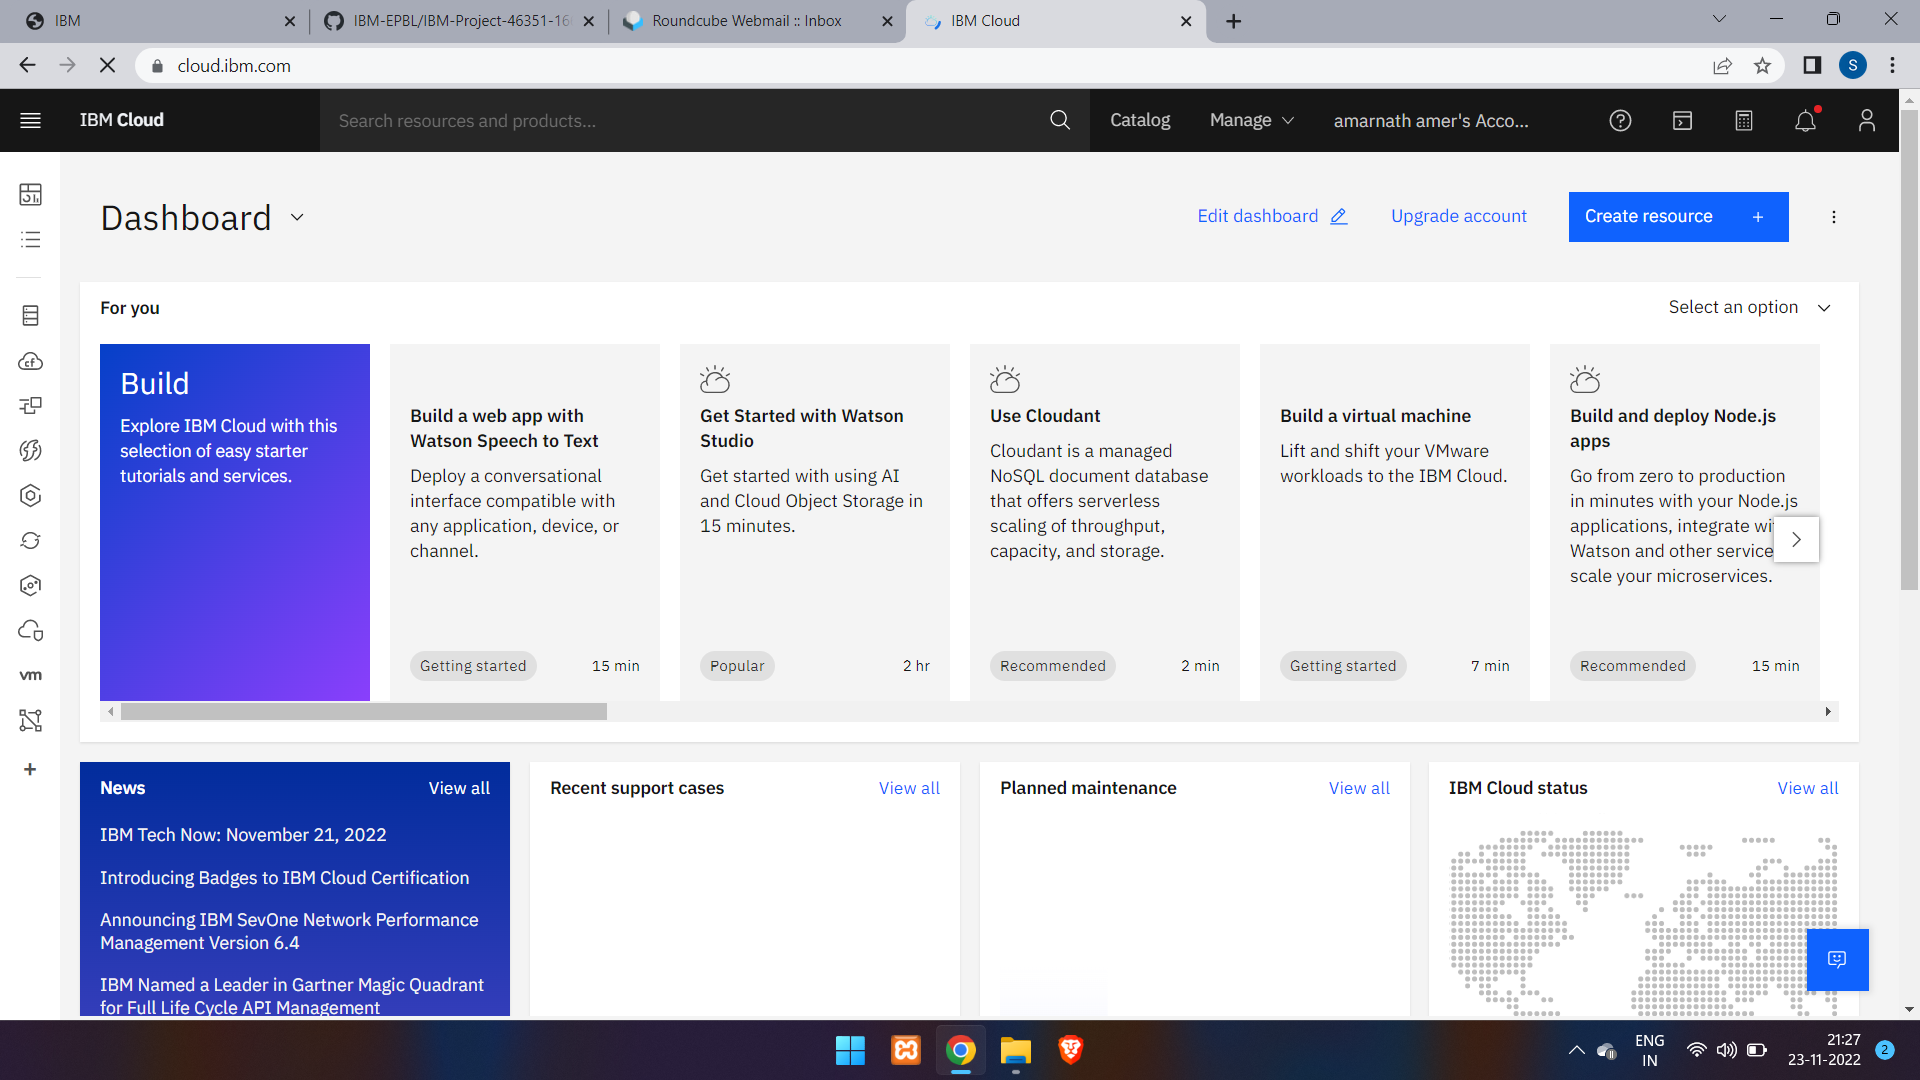 IBM
IBM-EPBL/IBM-Project-46351-16
Roundcube Webmail :: Inbox
IBM Cloud
cloud.ibm.com
S
IBM Cloud
Search resources and products...
Catalog
Manage
amarnath amer's Acco...
Dashboard
Edit dashboard
Upgrade account
Create resource +
For you
Select an option
Build
Explore IBM Cloud with this
selection of easy starter
tutorials and services.
Build a web app with
Watson Speech to Text
Deploy a conversational
interface compatible with
any application, device, or
channel.
Getting started
15 min
Get Started with Watson
Studio
Get started with using AI
and Cloud Object Storage in
15 minutes.
Popular
2 hr
Use Cloudant
Cloudant is a managed
NoSQL document database
that offers serverless
scaling of throughput,
capacity, and storage.
Recommended
2 min
Build a virtual machine
Lift and shift your VMware
workloads to the IBM Cloud.
Getting started
7 min
Build and deploy Node.js
apps
Go from zero to production
in minutes with your Node.js
applications, integrate wi
Watson and other service
scale your microservices.
Recommended
15 min
cf
vm
News
View all
IBM Tech Now: November 21, 2022
Introducing Badges to IBM Cloud Certification
Announcing IBM SevOne Network Performance
Management Version 6.4
IBM Named a Leader in Gartner Magic Quadrant
for Full Life Cycle API Management
Recent support cases
View all
Planned maintenance
View all
IBM Cloud status
View all
ENG
IN
21:27
23-11-2022
2